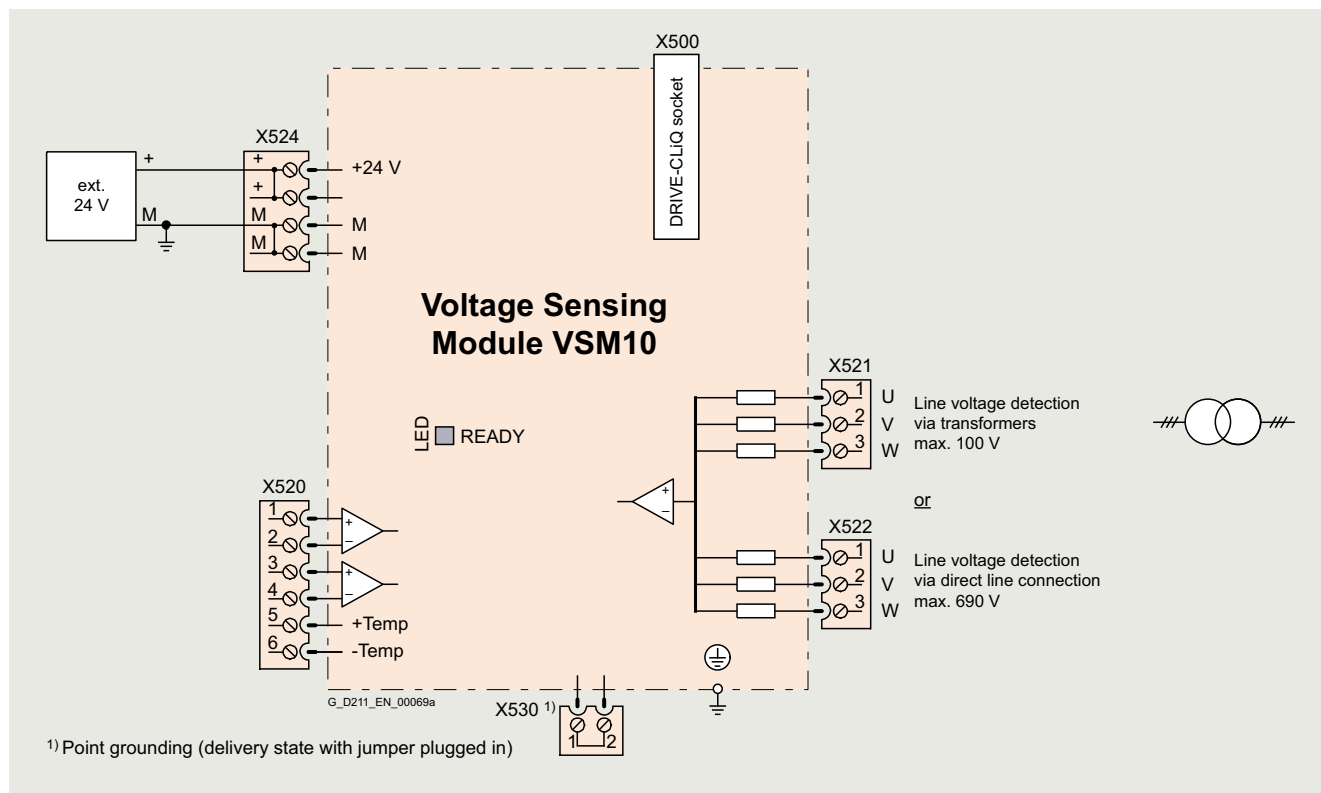 X500
DRIVE-CLiQ socket
X524
ext.
24 V
+
M
+
+
M
M
+24 V
M
M
Voltage Sensing
Module VSM10
LED
READY
X521
1
2
3
U
V
W
Line voltage detection
via transformers
max. 100 V
or
X522
1
2
3
U
V
W
Line voltage detection
via direct line connection
max. 690 V
+
–
X520
1
2
3
4
5
6
+
–
+
–
+Temp
-Temp
G_D211_EN_00069a
X530 1)
1
2
1) Point grounding (delivery state with jumper plugged in)